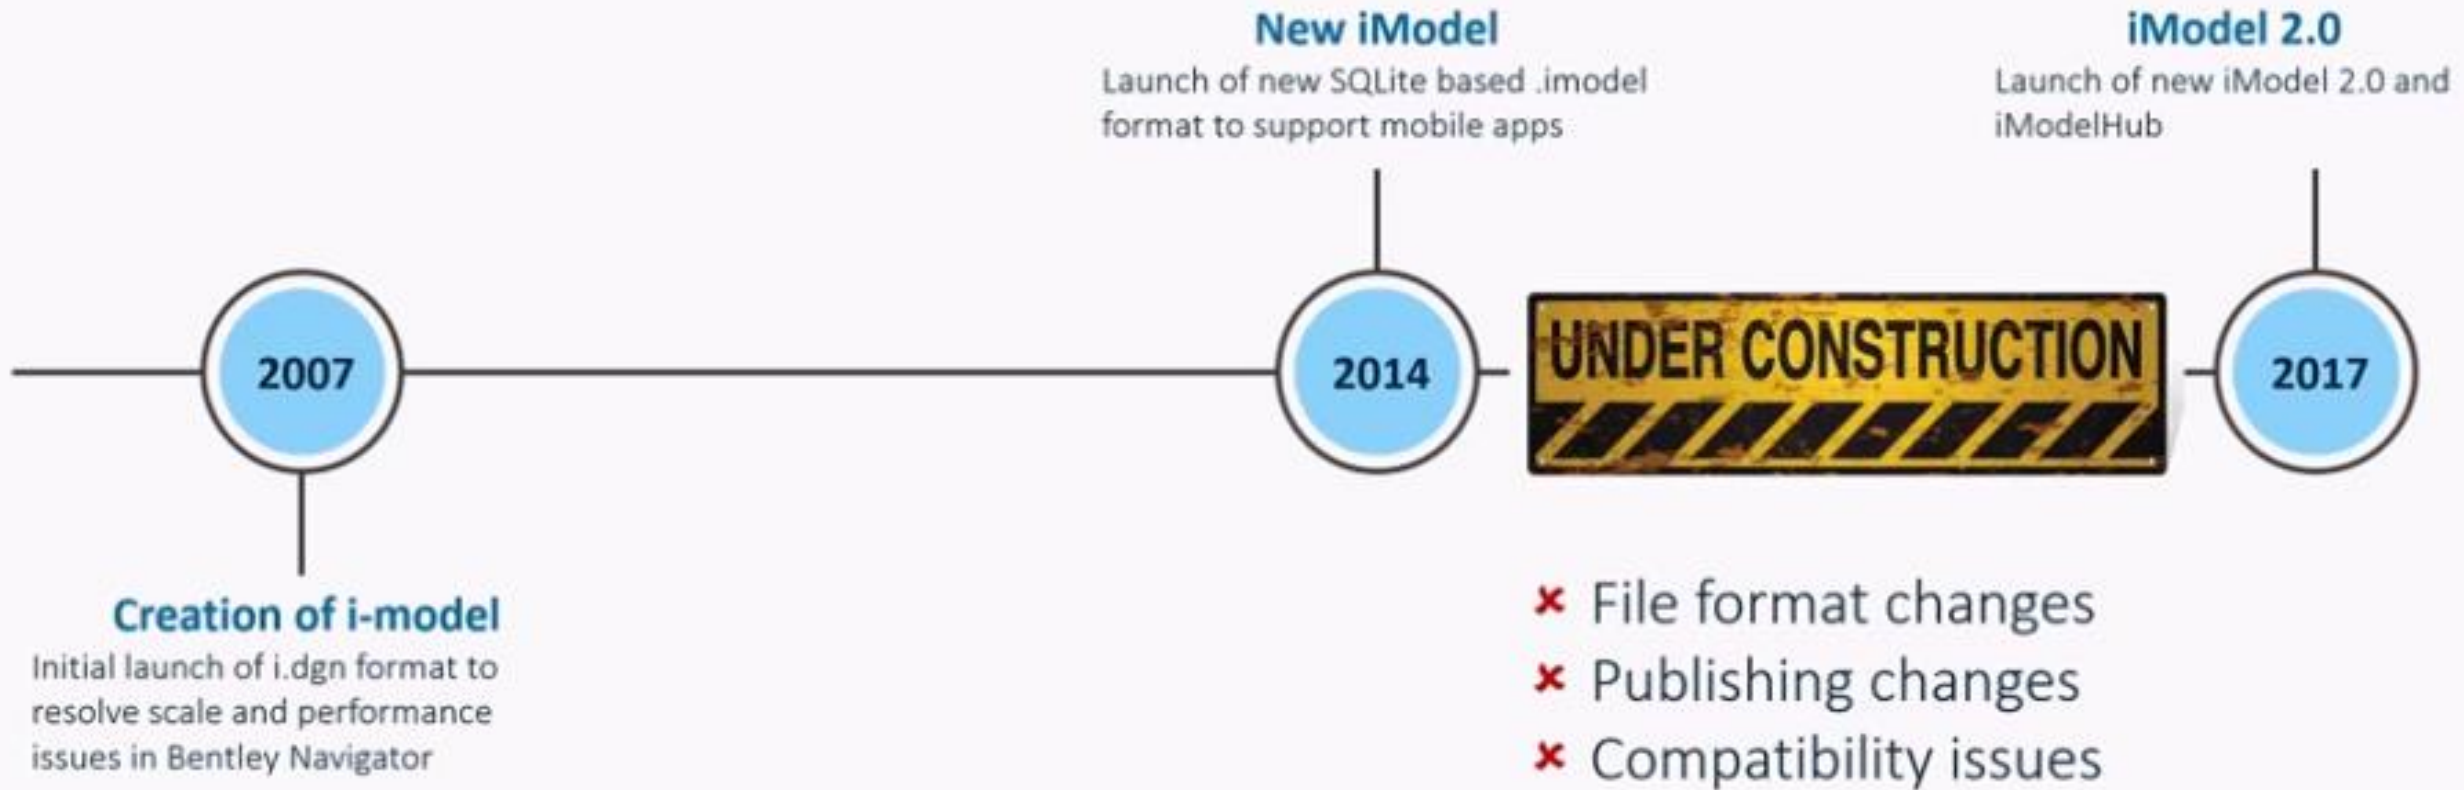 New iModel
Launch of new SQLite based .imodel
format to support mobile apps
iModel 2.0
Launch of new iModel 2.0 and
iModelHub
2007
2014
UNDER CONSTRUCTION
2017
Creation of i-model
Initial launch of i.dgn format to
resolve scale and performance
issues in Bentley Navigator
✘ File format changes
✘ Publishing changes
✘ Compatibility issues